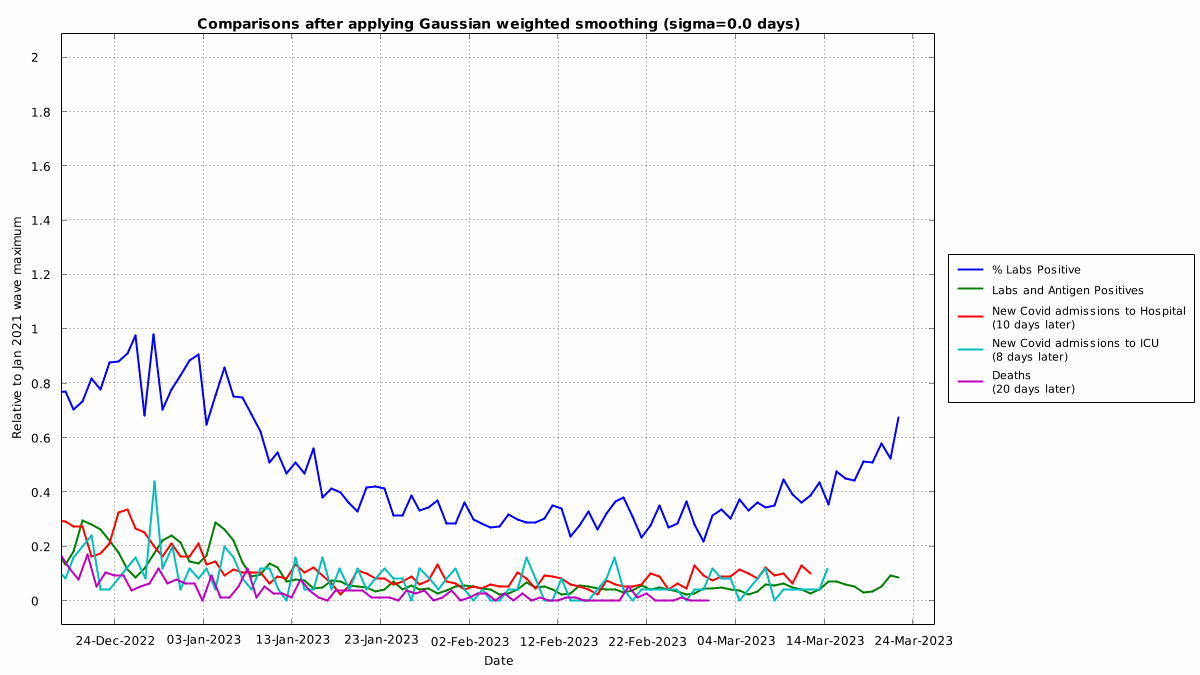 Comparisons after applying Gaussian weighted smoothing (sigma=0.0 days)
2
1.8
1.6
1.4
1.2
1
0.8
0.6
0.4
0.2
0
Relative to Jan 2021 wave maximum
24-Dec-2022 03-Jan-2023 13-Jan-2023 23-Jan-2023 02-Feb-2023 12-Feb-2023 22-Feb-2023 04-Mar-2023 14-Mar-2023 24-Mar-2023
Date
% Labs Positive
Labs and Antigen Positives
New Covid admissions to Hospital
(10 days later)
New Covid admissions to ICU
(8 days later)
Deaths
(20 days later)